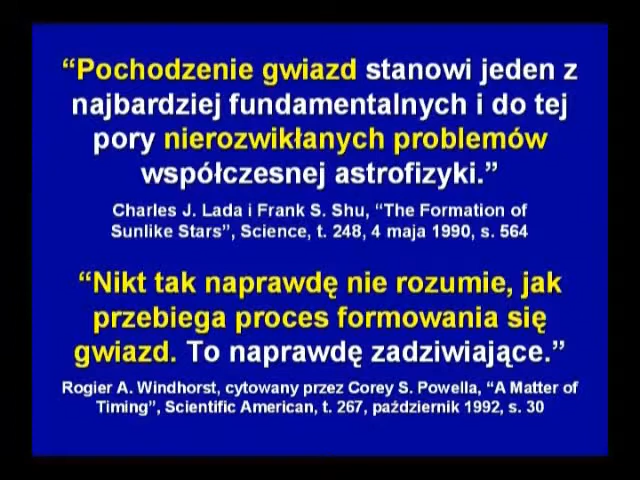 “Pochodzenie gwiazd stanowi jeden z
najbardziej fundamentalnych i do tej
pory nierozwikłanych problemów
współczesnej astrofizyki.”
Charles J. Lada i Frank S. Shu, “The Formation of
Sunlike Stars”, Science, t. 248, 4 maja 1990, s. 564
“Nikt tak naprawdę nie rozumie, jak
przebiega proces formowania się
gwiazd. To naprawdę zadziwiające.”
Rogier A. Windhorst, cytowany przez Corey S. Powella, “A Matter of
Timing”, Scientific American, t. 267, październik 1992, s. 30